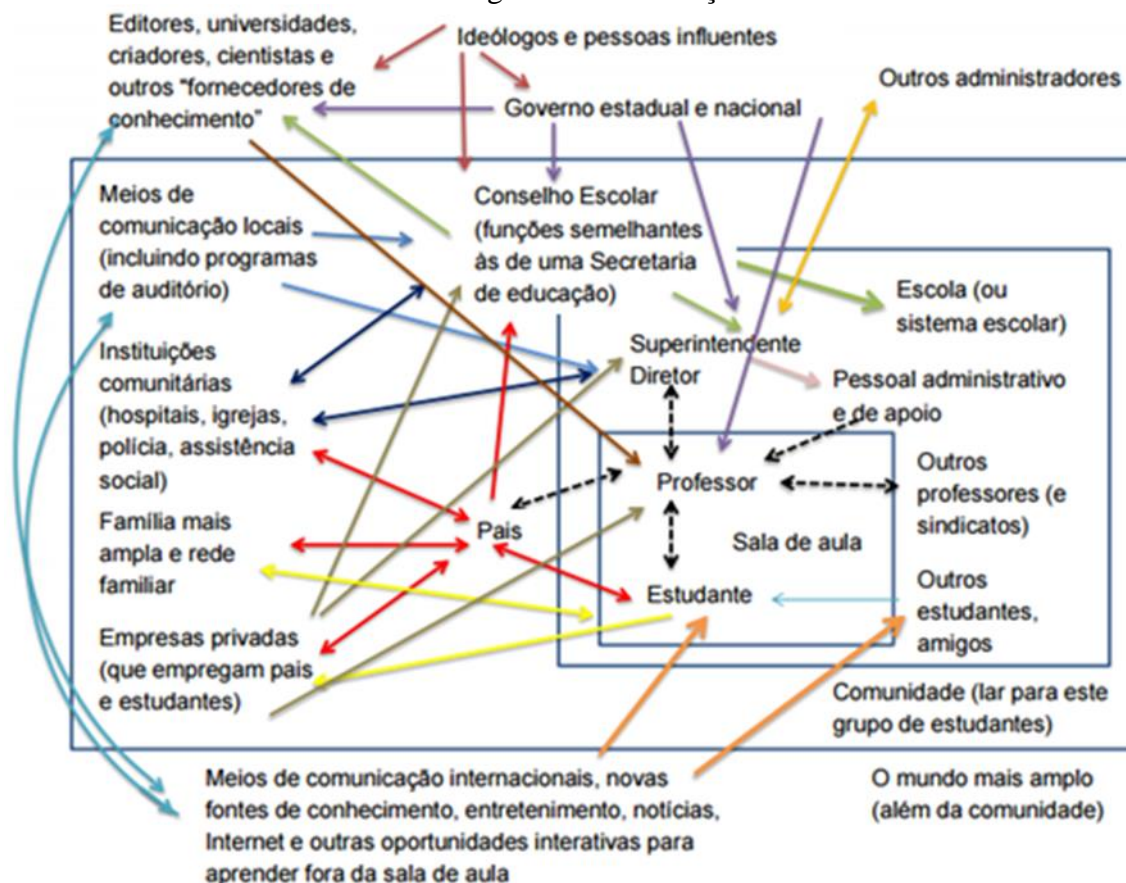 Editores, universidades,
criadores, cientistas e
outros "fornecedores de
conhecimento"
Ideólogos e pessoas influentes
Governo estadual e nacional
Outros administradores
Meios de
comunicação locais
(incluindo programas
de auditório)
Conselho Escolar
(funções semelhantes
às de uma Secretaria
de educação)
Escola (ou
sistema escolar)
Instituições
comunitárias
(hospitais, igrejas,
polícia, assistência
social)
Superintendente
Diretor
Pessoal administrativo
e de apoio
Professor
Outros
professores (e
sindicatos)
Pais
Sala de aula
Família mais
ampla e rede
familiar
Estudante
Outros
estudantes,
amigos
Empresas privadas
(que empregam pais
e estudantes)
Comunidade (lar para este
grupo de estudantes)
Meios de comunicação internacionais, novas
fontes de conhecimento, entretenimento, notícias,
Internet e outras oportunidades interativas para
aprender fora da sala de aula
O mundo mais amplo
(além da comunidade)